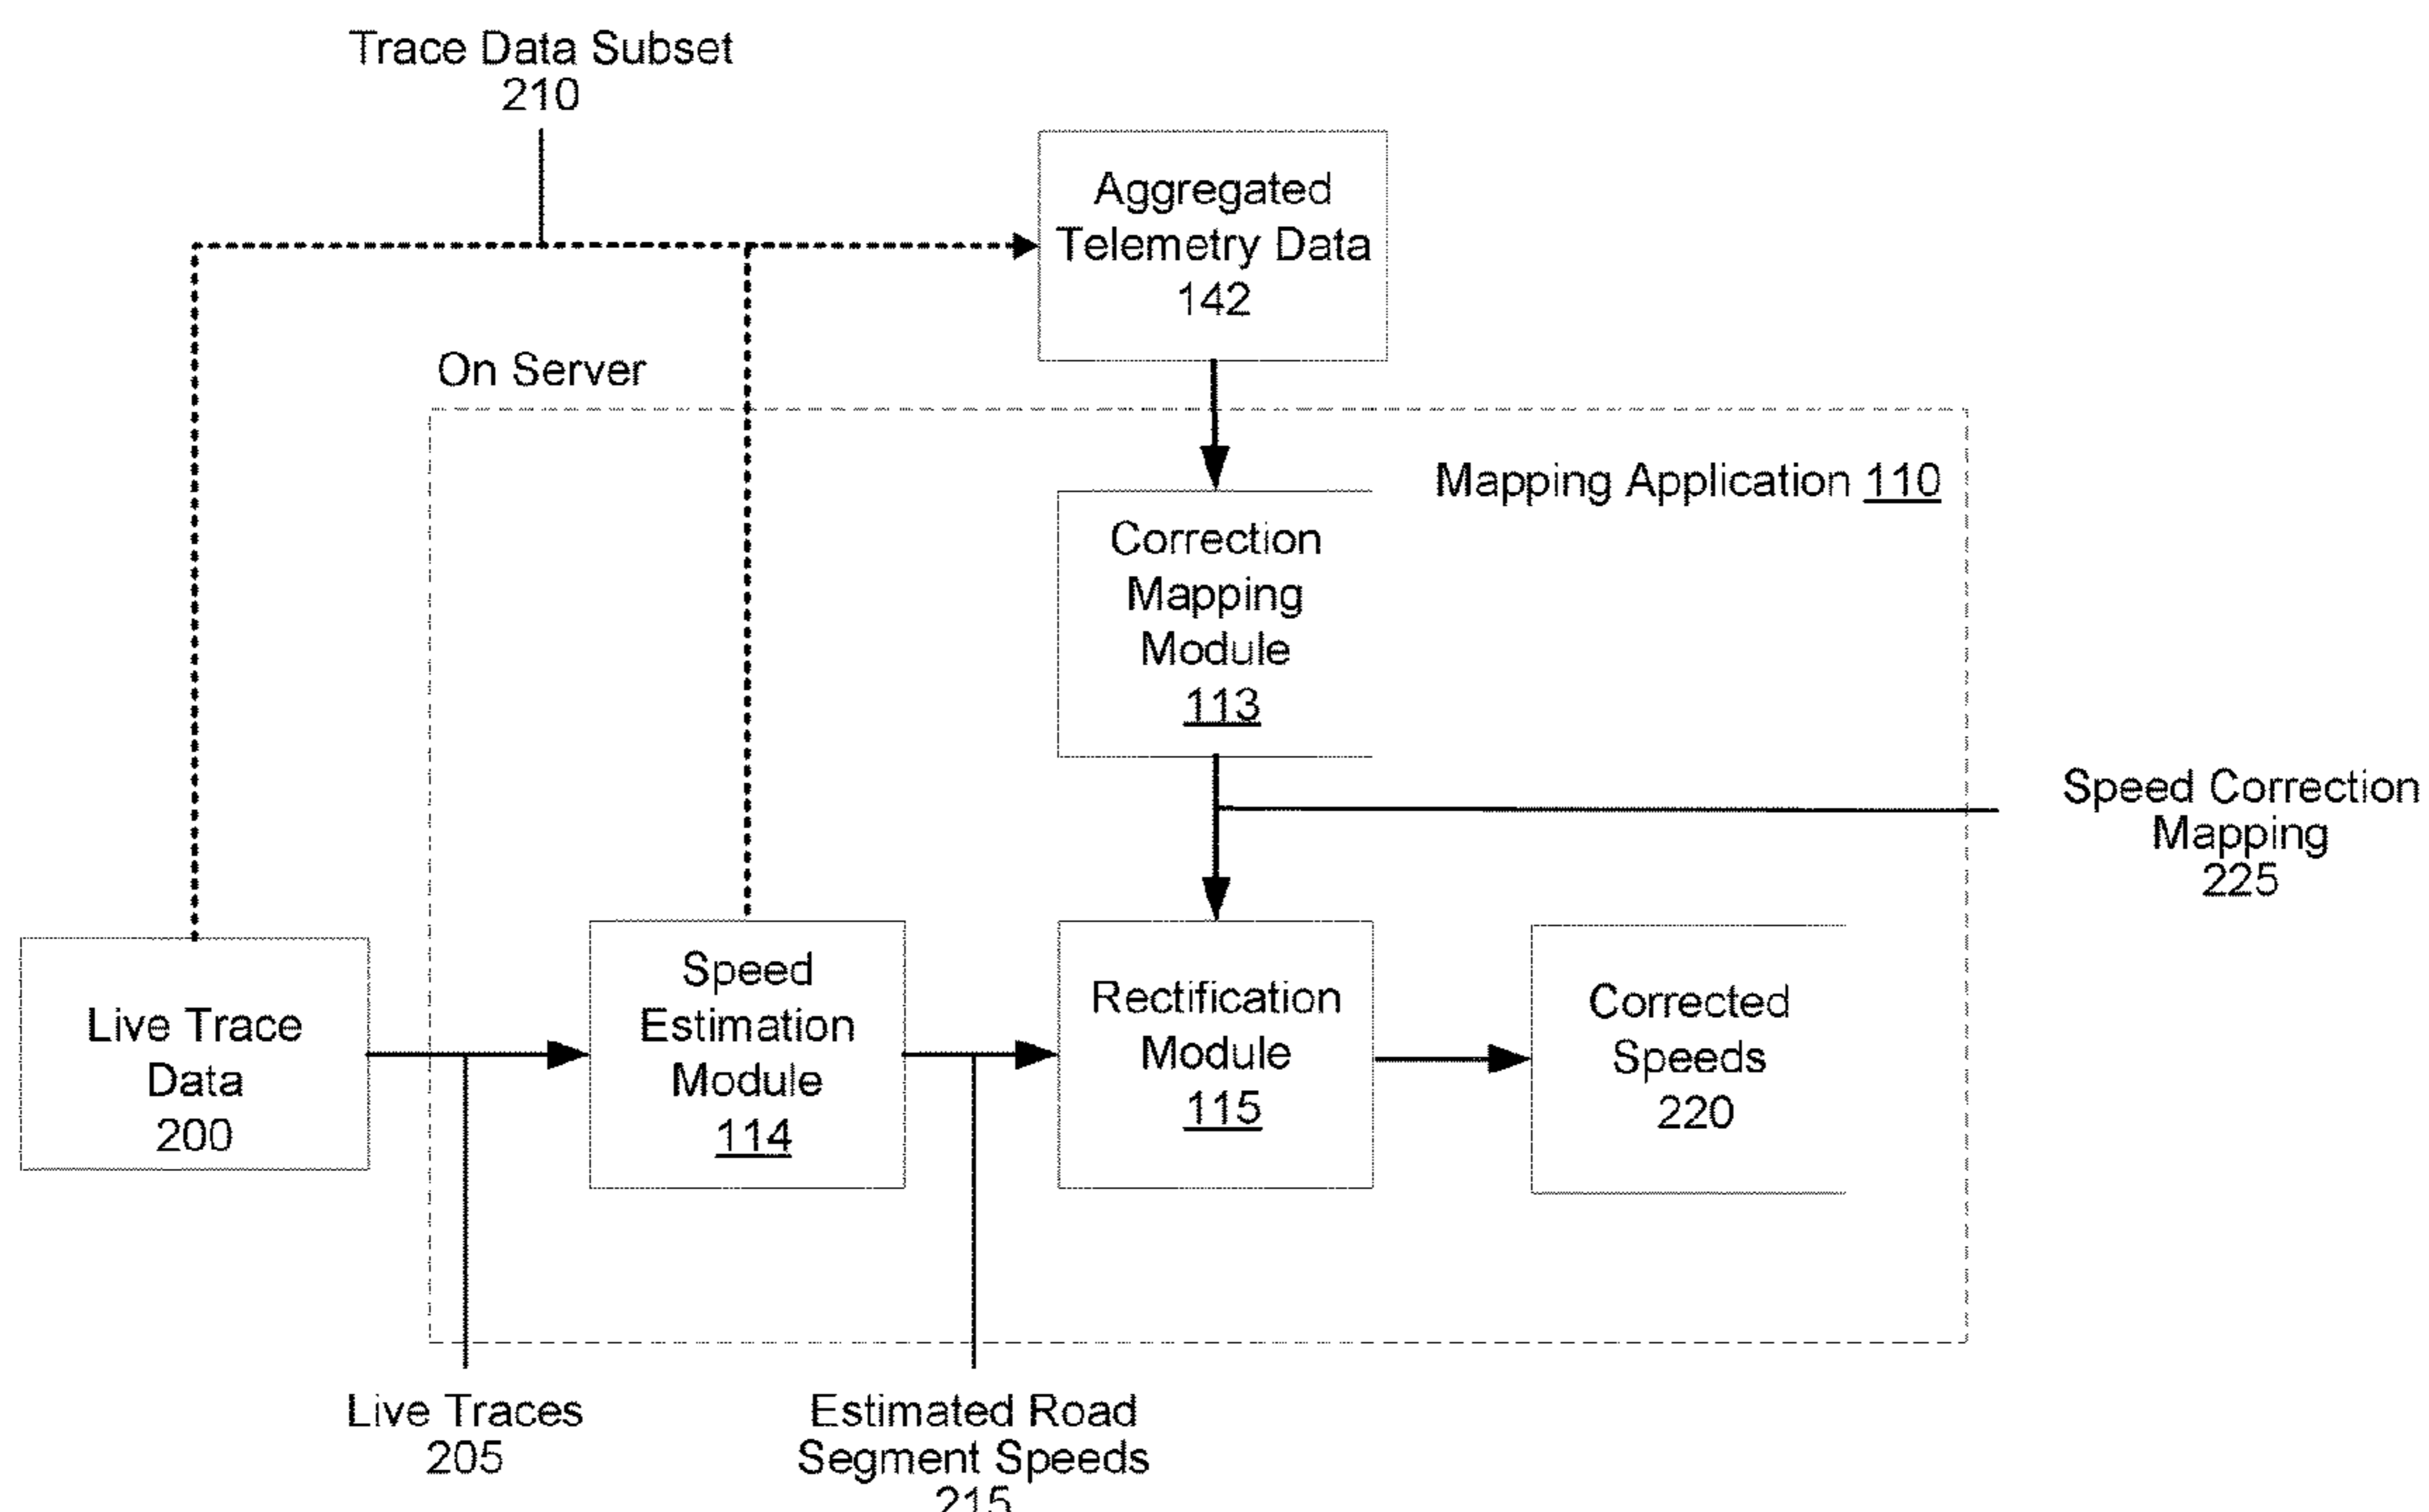 Trace Data Subset
210
Aggregated
Telemetry Data
142
On Server
Mapping Application 110
Correction
Mapping
Module
113
Speed Correction
Mapping
225
Live Trace
Data
200
Speed
Estimation
Module
114
Rectification
Module
115
Corrected
Speeds
220
Live Traces
205
Estimated Road
Segment Speeds
215